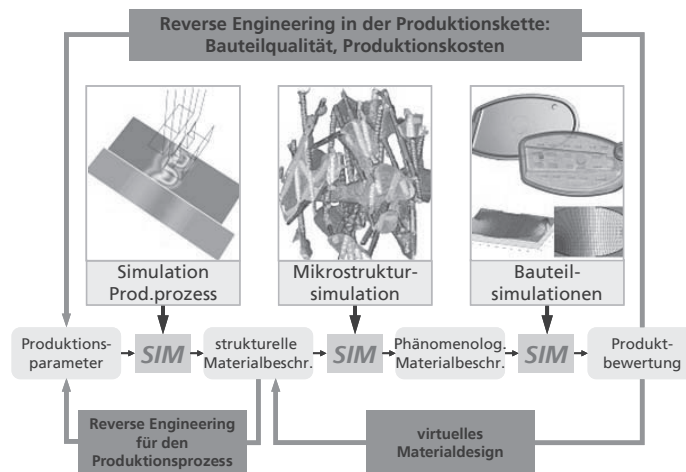 Reverse Engineering in der Produktionskette:
Bauteilqualität, Produktionskosten
Simulation
Prod.prozess
Mikrostruktur-
simulation
Bauteil-
simulationen
Produktions-
parameter
SIM
strukturelle
Materialbeschr.
SIM
Phänomenolog.
Materialbeschr.
SIM
Produkt-
bewertung
Reverse Engineering
für den
Produktionsprozess
virtuelles
Materialdesign